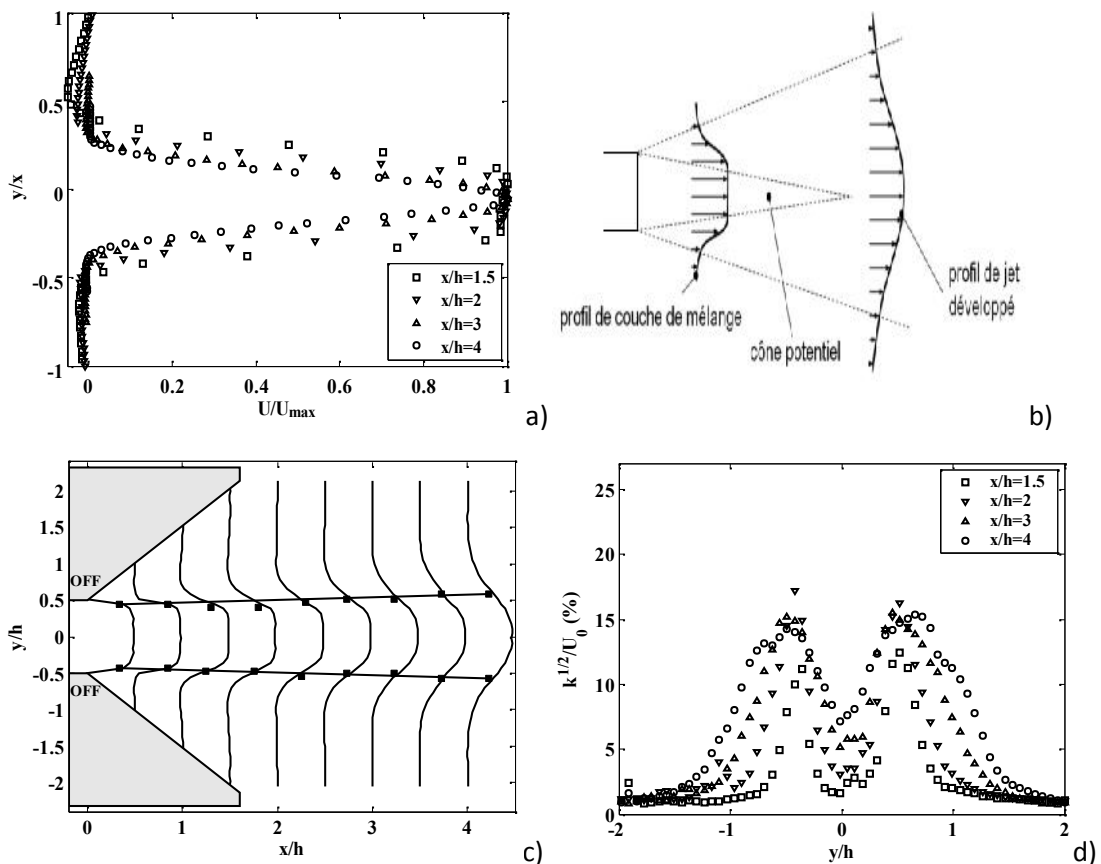 1
0.5
0
-0.5
-1
y/x
0 0.2 0.4 0.6 0.8 1
U/Umax
x/h=1.5
x/h=2
x/h=3
x/h=4
a)
profil de couche de mélange
cône potentiel
profil de jet
développé
b)
2
1.5
1
0.5
0
-0.5
-1
-1.5
-2
y/h
OFF
OFF
0 1 2 3 4
x/h
c)
25
20
15
10
5
0
k^1/2/U_0 (%)
-2 -1 0 1 2
y/h
x/h=1.5
x/h=2
x/h=3
x/h=4
d)